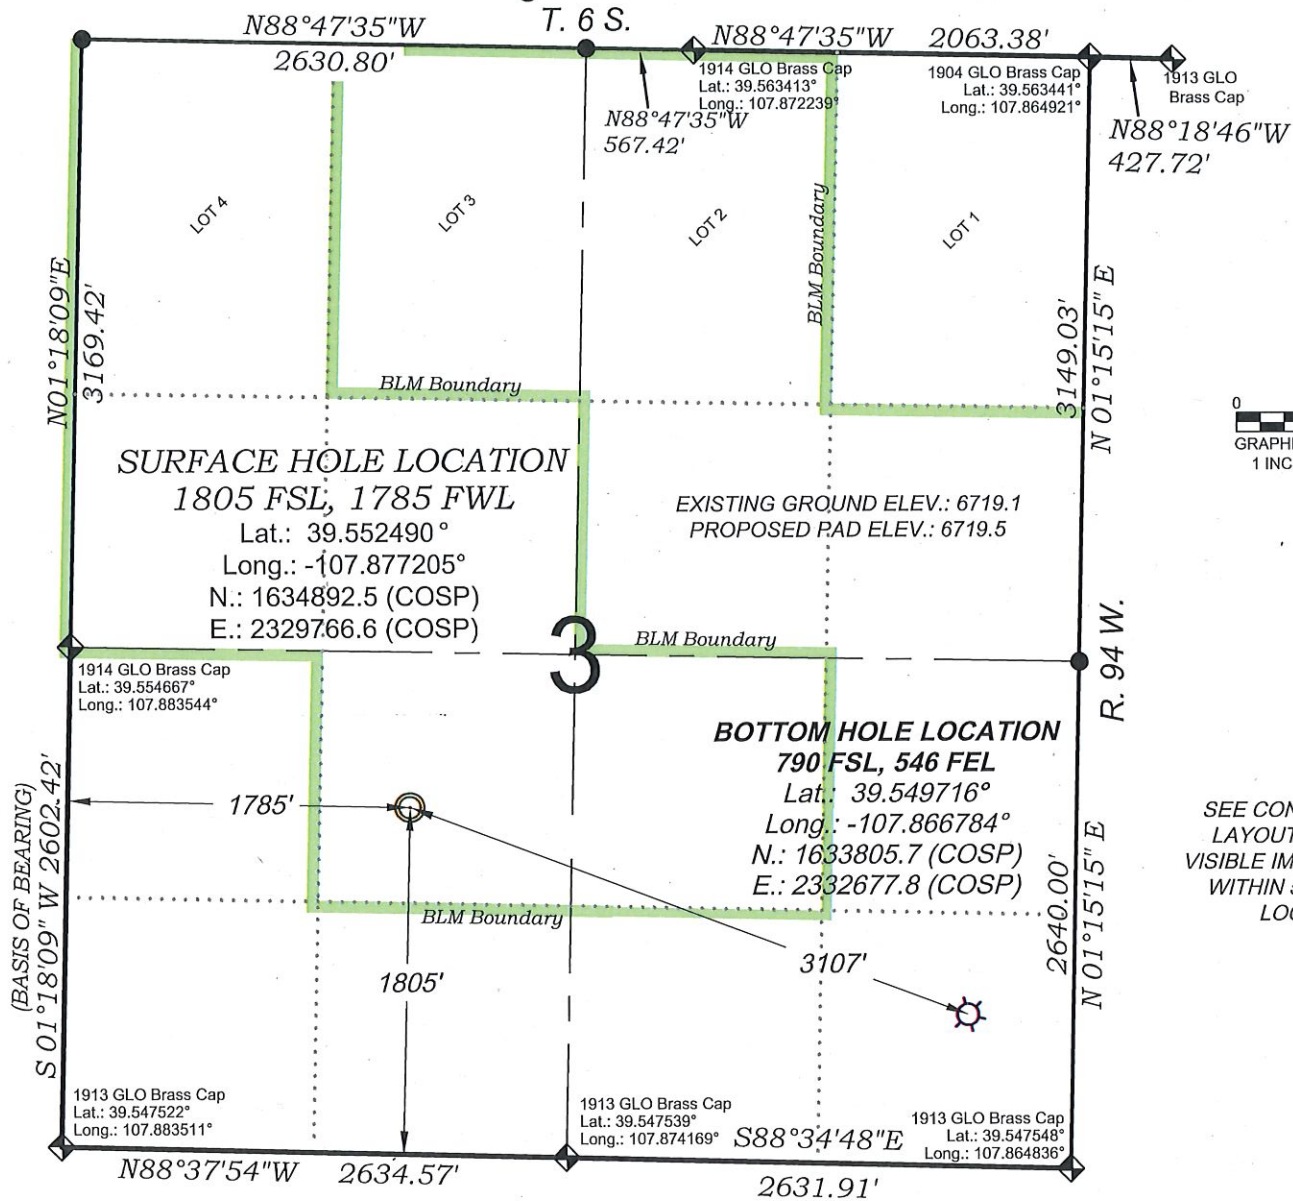 T. 6 S.
N88°47'35"W
2630.80'
N88°47'35"W 2063.38'
1914 GLO Brass Cap
Lat.: 39.563413°
Long.: 107.872239°
1904 GLO Brass Cap
Lat.: 39.563441°
Long.: 107.864921°
1913 GLO
Brass Cap
N88°47'35"W
567.42'
N88°18'46"W
427.72'
LOT 4
LOT 3
LOT 2
LOT 1
BLM Boundary
N01°18'09"E
3169.42'
3149.03'
N 01°15'15" E
BLM Boundary
0
1 INC
SURFACE HOLE LOCATION
1805 FSL, 1785 FWL
Lat.: 39.552490°
Long.: -107.877205°
N.: 1634892.5 (COSP)
E.: 2329766.6 (COSP)
EXISTING GROUND ELEV.: 6719.1
PROPOSED PAD ELEV.: 6719.5
3
BLM Boundary
R. 94 W.
1914 GLO Brass Cap
Lat.: 39.554667°
Long.: 107.883544°
BOTTOM HOLE LOCATION
790 FSL, 546 FEL
Lat.: 39.549716°
Long.: -107.866784°
N.: 1633805.7 (COSP)
E.: 2332677.8 (COSP)
(BASIS OF BEARING)
S 01°18'09" W 2602.42'
1785'
BLM Boundary
1805'
3107'
2640.00'
N 01°15'15" E
SEE CON
LAYOUT
VISIBLE IM
WITHIN
LO
1913 GLO Brass Cap
Lat.: 39.547522°
Long.: 107.883511°
1913 GLO Brass Cap
Lat.: 39.547539°
Long.: 107.874169°
1913 GLO Brass Cap
Lat.: 39.547548°
Long.: 107.864836°
S88°34'48"E
N88°37'54"W 2634.57'
2631.91'